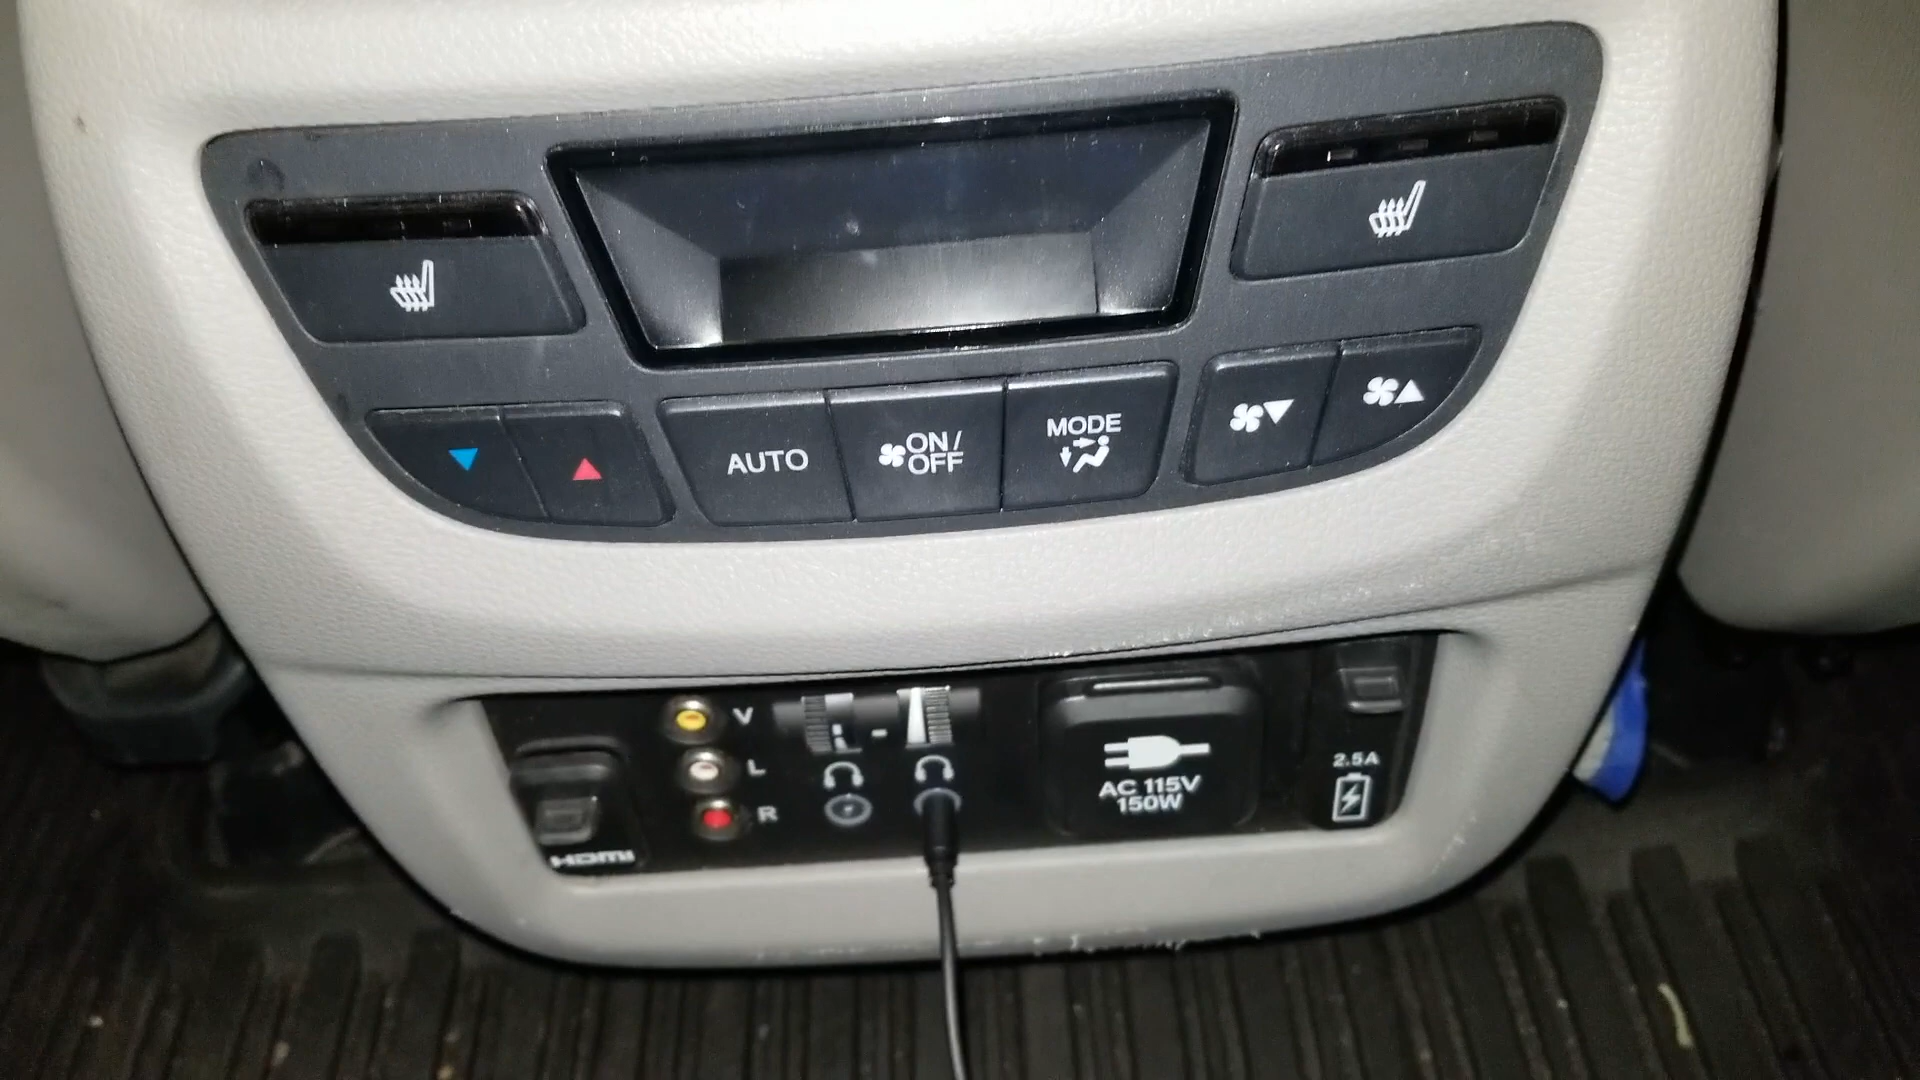 AUTO
ON/
OFF
MODE
V
L
R
HDMI
AC 115V
150W
2.5A